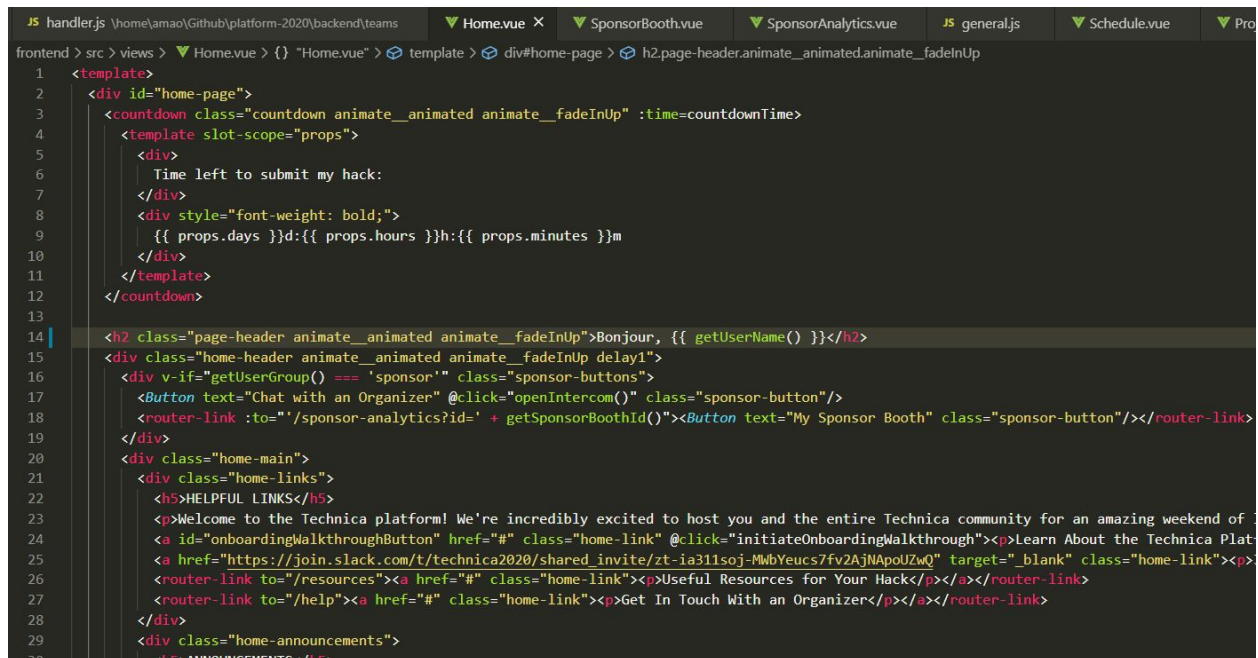 JS handler.js \home\amao\Github\platform-2020\backend\teams Home.vue × SponsorBooth.vue SponsorAnalytics.vue JS general.js Schedule.vue
frontend > src > views > Home.vue > {} "Home.vue" > template > div#home-page > h2.page-header.animate__animated.animate__fadeInUp
1 <template>
2 <div id="home-page">
3 <countdown class="countdown animate__animated animate__fadeInUp" :time=countdownTime>
4 <template slot-scope="props">
5 <div>
6 Time left to submit my hack:
7 </div>
8 <div style="font-weight: bold;">
9 {{ props.days }}d:{{ props.hours }}h:{{ props.minutes }}m
10 </div>
11 </template>
12 </countdown>
13
14 <h2 class="page-header animate__animated animate__fadeInUp">Bonjour, {{ getUserName() }}</h2>
15 <div class="home-header animate__animated animate__fadeInUp delay1">
16 <div v-if="getUserGroup() === 'sponsor'" class="sponsor-buttons">
17 <Button text="Chat with an Organizer" @click="openIntercom()" class="sponsor-button"/>
18 <router-link :to="'/sponsor-analytics?id=' + getSponsorBoothId()"><Button text="My Sponsor Booth" class="sponsor-button"/></router-link>
19 </div>
20 <div class="home-main">
21 <div class="home-links">
22 <h5>HELPFUL LINKS</h5>
23 <p>Welcome to the Technica platform! We're incredibly excited to host you and the entire Technica community for an amazing weekend of
24 <a id="onboardingWalkthroughButton" href="#" class="home-link" @click="initiateOnboardingWalkthrough"><p>Learn About the Technica Plat
25 <a href="https://join.slack.com/t/technica2020/shared_invite/zt-ia311soj-MWbYeucs7fv2AjNApoUZwQ" target="_blank" class="home-link"><p>
26 <router-link to="/resources"><a href="#" class="home-link"><p>Useful Resources for Your Hack</p></a></router-link>
27 <router-link to="/help"><a href="#" class="home-link"><p>Get In Touch With an Organizer</p></a></router-link>
28 </div>
29 <div class="home-announcements">